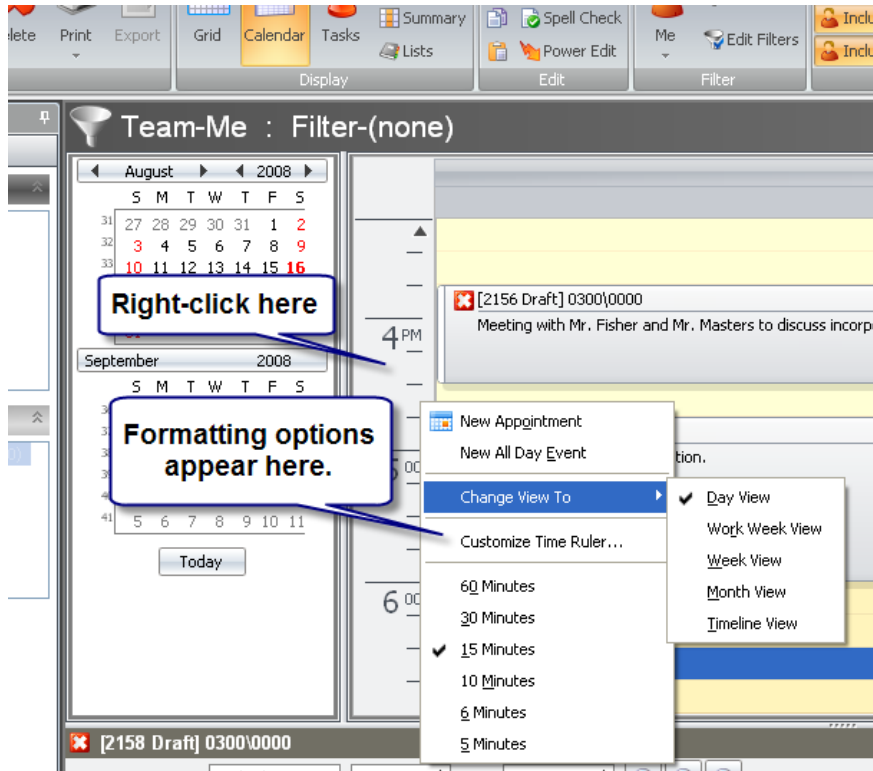 Summary
Spell Check
Inclu
lete Print Export Grid Calendar Tasks Me Edit Filters
Lists
Power Edit
Inclu
Display Edit Filter
Team-Me : Filter-(none)
August 2008
S M T W T F S
31 27 28 29 30 31 1 2
32 3 4 5 6 7 8 9
33 10 11 12 13 14 15 16
Right-click here
[2156 Draft] 0300\0000
Meeting with Mr. Fisher and Mr. Masters to discuss incorp
4 PM
September 2008
S M T W T F S
Formatting options
appear here.
41 5 6 7 8 9 10 11
Today
tion.
5 00
6 00
New Appointment
New All Day Event
Change View To
Customize Time Ruler...
60 Minutes
30 Minutes
15 Minutes
10 Minutes
6 Minutes
5 Minutes
Day View
Work Week View
Week View
Month View
Timeline View
[2158 Draft] 0300\0000